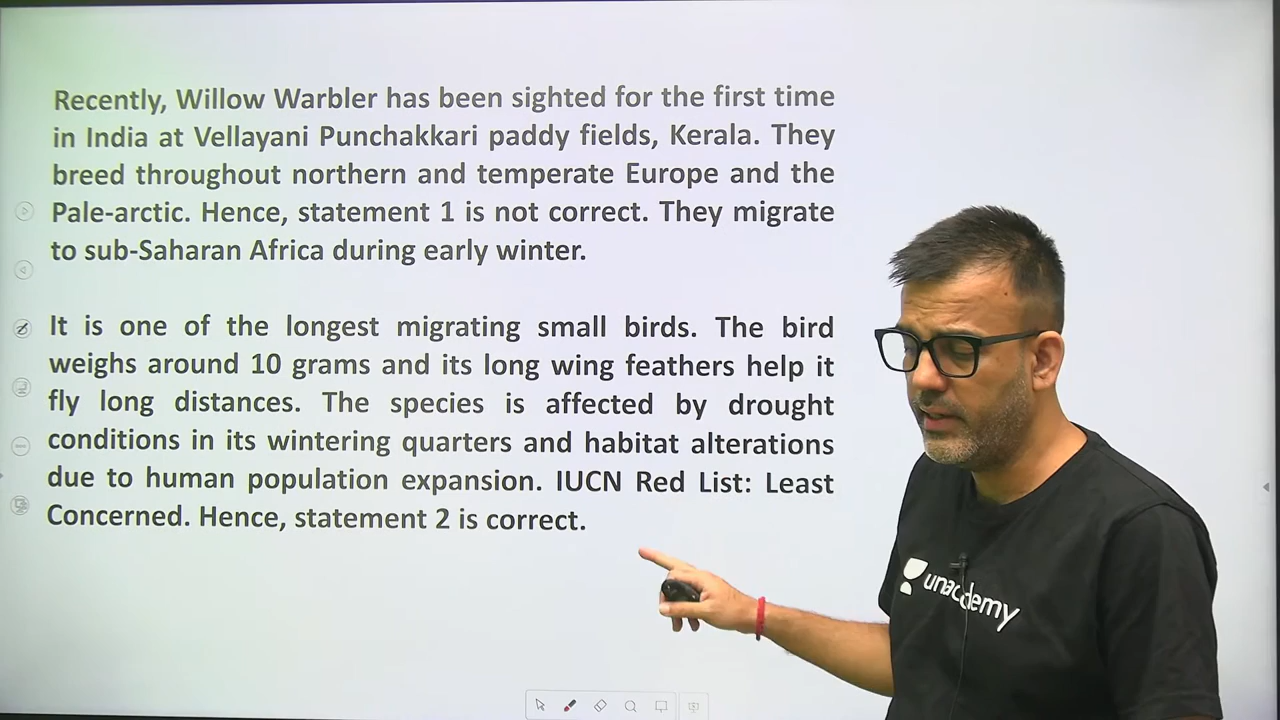 Recently, Willow Warbler has been sighted for the first time
in India at Vellayani Punchakkari paddy fields, Kerala. They
breed throughout northern and temperate Europe and the
Pale-arctic. Hence, statement 1 is not correct. They migrate
to sub-Saharan Africa during early winter.
It is one of the longest migrating small birds. The bird
weighs around 10 grams and its long wing feathers help it
fly long distances. The species is affected by drought
conditions in its wintering quarters and habitat alterations
due to human population expansion. IUCN Red List: Least
Concerned. Hence, statement 2 is correct.
unacademy